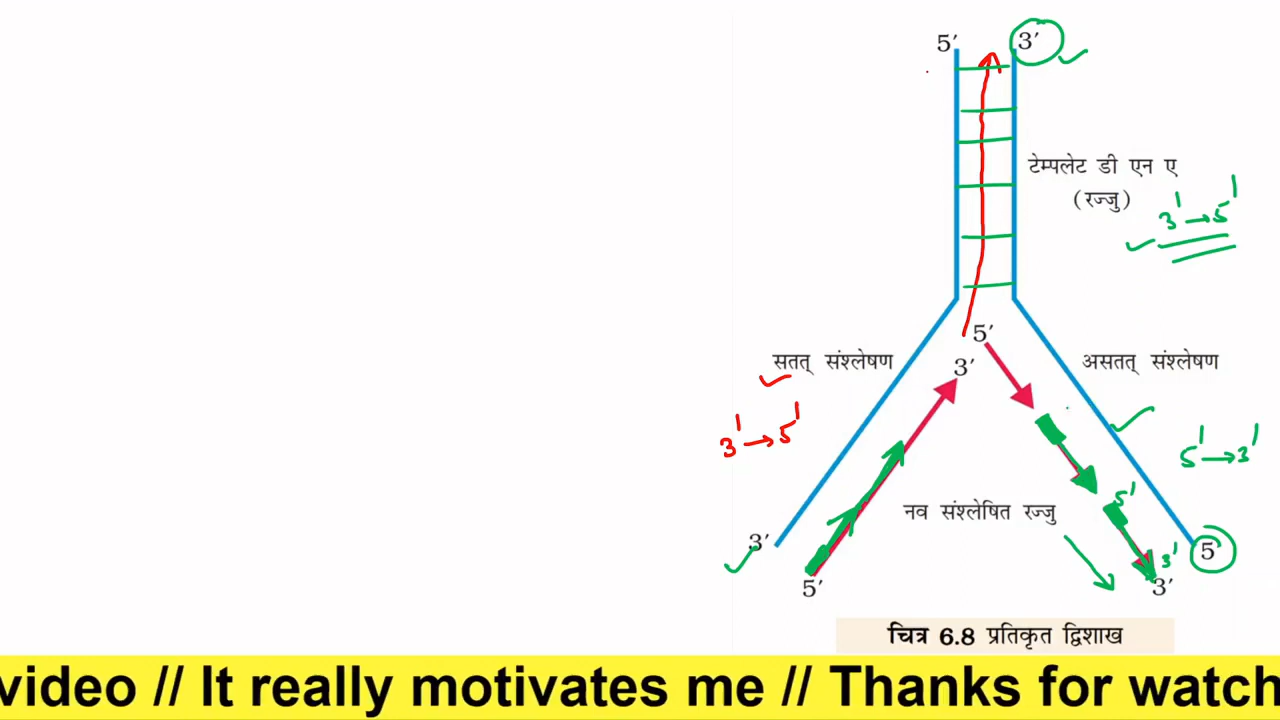 5′ 3′
टेम्पलेट डी एन ए
(रज्जु)
3' → 5'
5′
सतत् संश्लेषण
3′
असतत् संश्लेषण
3' → 5'
5' → 3'
5'
नव संश्लेषित रज्जु
3′
5′
3'
5′
3′
चित्र 6.8 प्रतिकृत द्विशाख
video // It really motivates me // Thanks for watch